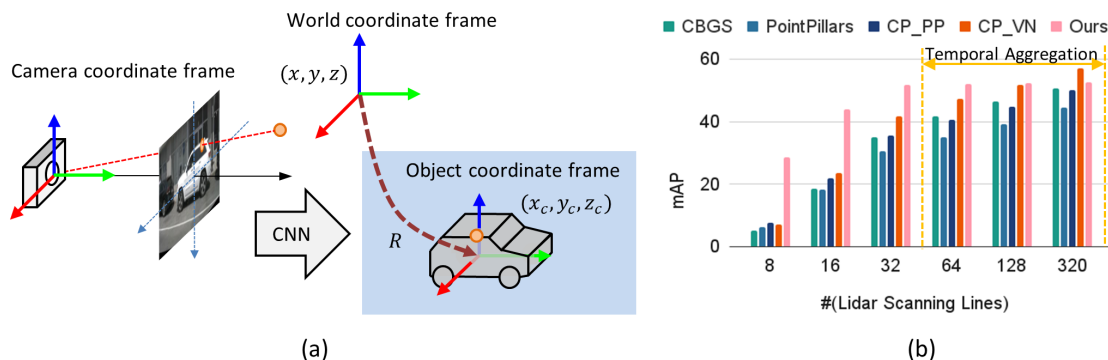 World coordinate frame
Camera coordinate frame
(x, y, z)
Object coordinate frame
(x_c, y_c, z_c)
CNN
R
(a)
CBGS PointPillars CP_PP CP_VN Ours
Temporal Aggregation
60
40
20
0
mAP
8 16 32 64 128 320
#(Lidar Scanning Lines)
(b)